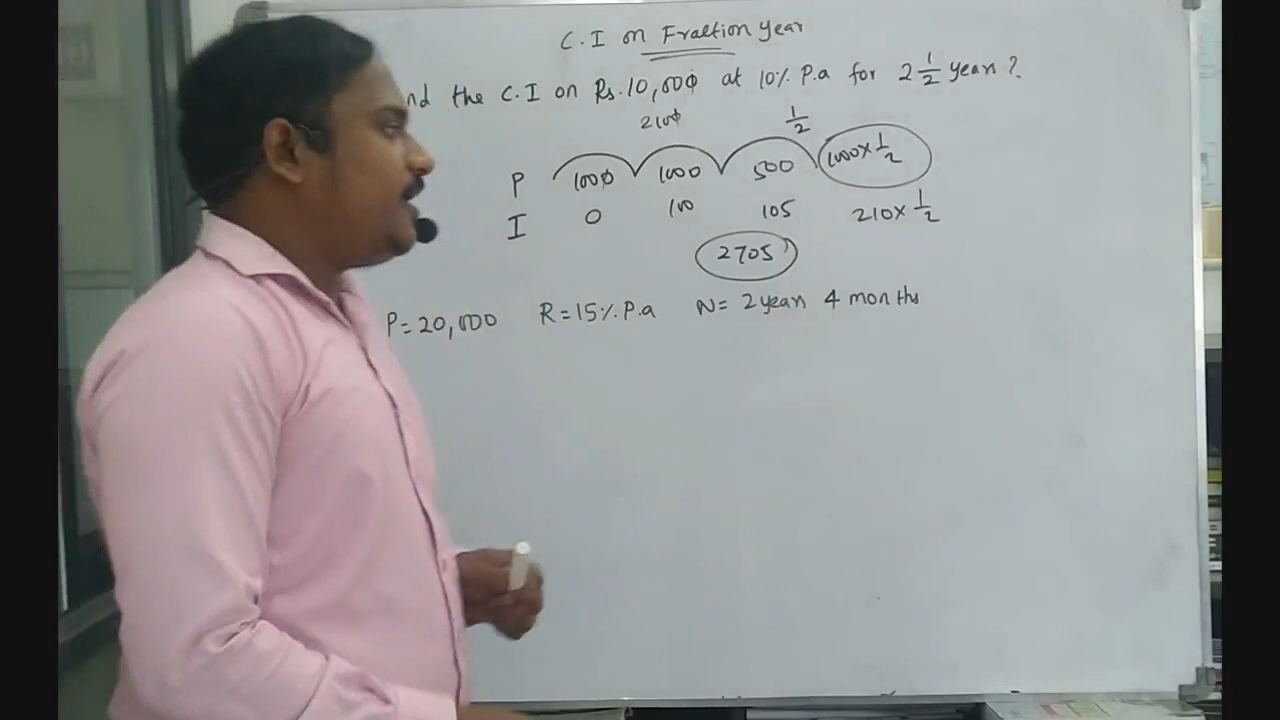 C.I on Fraction year
nd the C.I on Rs.10,000 at 10% P.a for 2 1/2 years?
2100 1/2
P 1000 1000 500 1000 x 1/2
I 0 100 105 210 x 1/2
2705
P = 20,000 R = 15% P.a N = 2 years 4 months